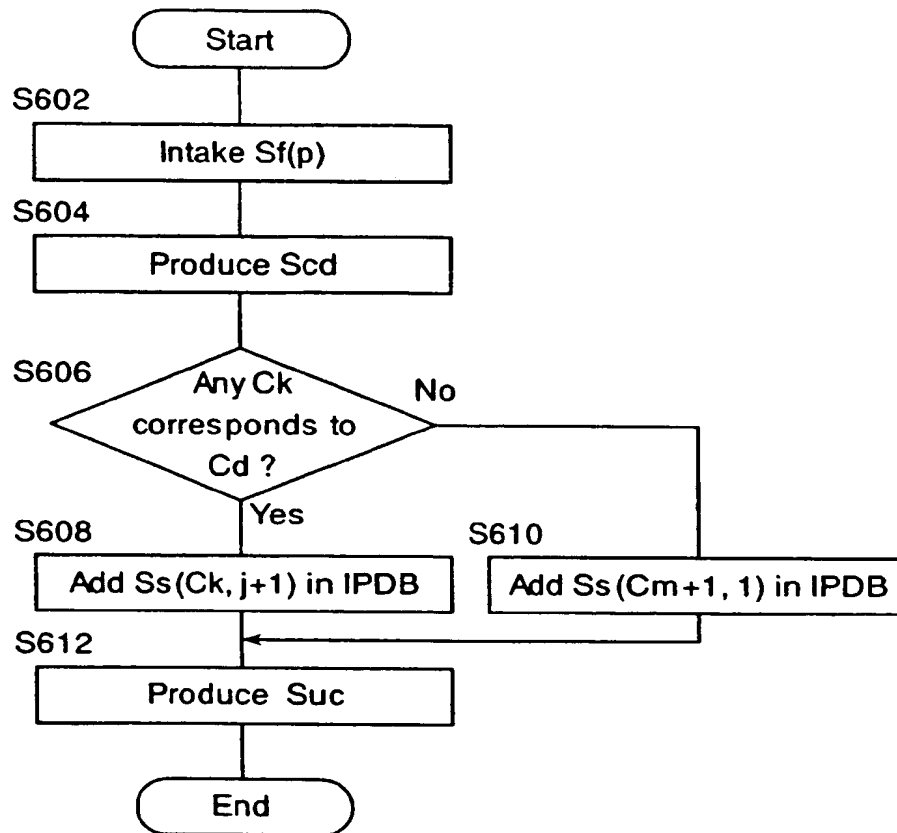 Start
S602
Intake Sf(p)
S604
Produce Scd
S606
Any Ck
corresponds to
Cd ?
No
Yes
S608
Add Ss(Ck, j+1) in IPDB
S610
Add Ss(Cm+1, 1) in IPDB
S612
Produce Suc
End